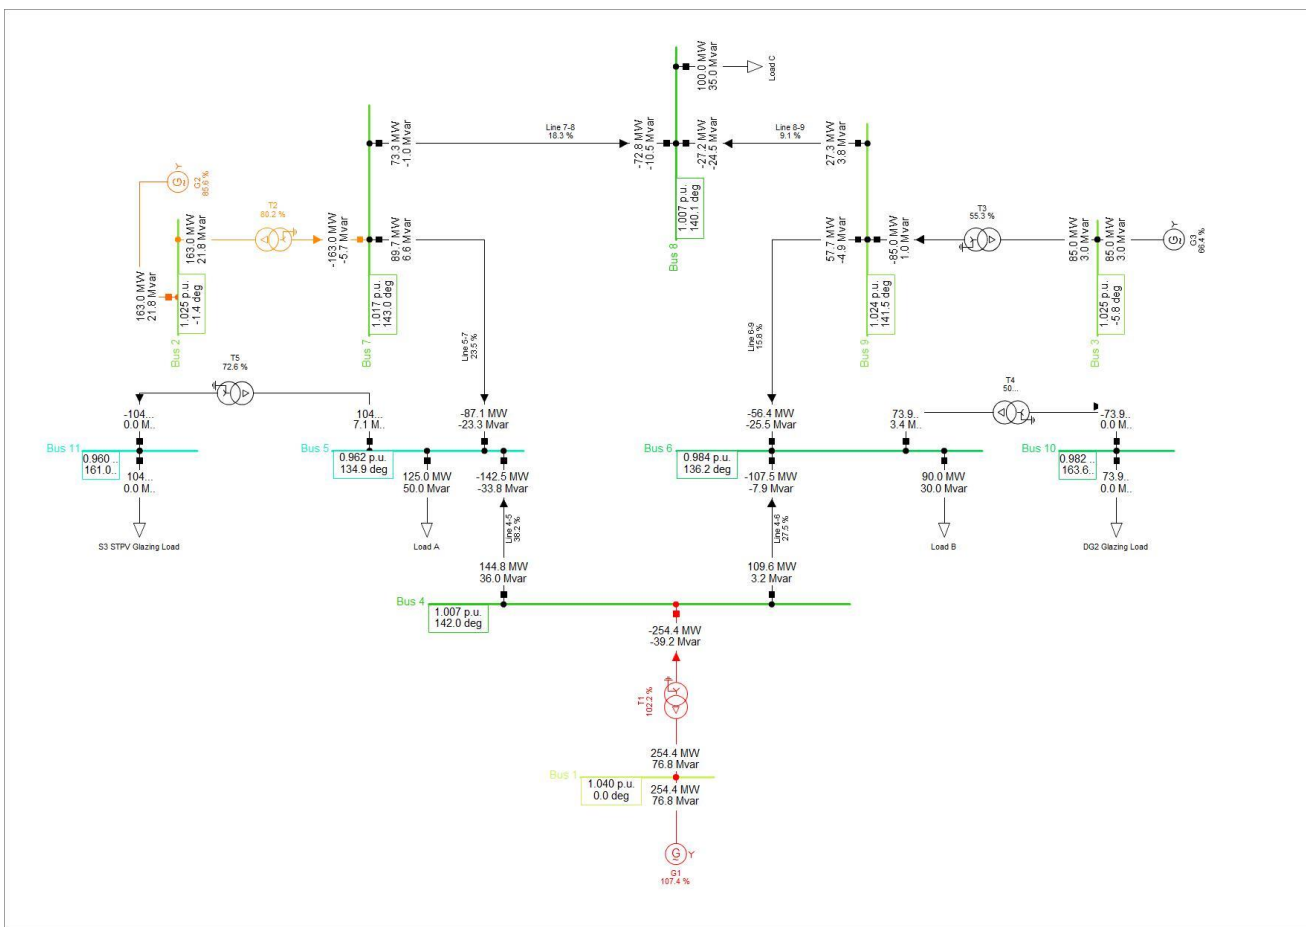 100.0 MW
35.0 Mvar
Load C
73.3 MW
-1.0 Mvar
Line 7-8
18.3 %
-72.8 MW
-10.5 Mvar
-27.2 MW
-24.5 Mvar
Line 8-9
9.1 %
27.3 MW
3.8 Mvar
G
~
Y
G2
85.6 %
163.0 MW
21.8 Mvar
163.0 MW
21.8 Mvar
T2
80.2 %
-163.0 MW
-5.7 Mvar
89.7 MW
6.6 Mvar
1.025 p.u.
-1.4 deg
Bus 2
1.017 p.u.
143.0 deg
Bus 7
1.007 p.u.
140.1 deg
Bus 8
57.7 MW
-4.9 Mvar
-85.0 MW
1.0 Mvar
1.024 p.u.
141.5 deg
Bus 9
T3
55.3 %
85.0 MW
3.0 Mvar
85.0 MW
3.0 Mvar
1.025 p.u.
-5.8 deg
Bus 3
G
~
Y
G3
66.4 %
Line 5-7
23.5 %
Line 6-9
15.8 %
T5
72.6 %
T4
50...
-104...
0.0 M..
104...
7.1 M..
-87.1 MW
-23.3 Mvar
-56.4 MW
-25.5 Mvar
73.9..
3.4 M..
-73.9..
0.0 M..
Bus 11
0.960 ..
161.0..
Bus 5
0.962 p.u.
134.9 deg
Bus 6
0.984 p.u.
136.2 deg
Bus 10
0.982 ..
163.6..
104...
0.0 M..
125.0 MW
50.0 Mvar
-142.5 MW
-33.8 Mvar
-107.5 MW
-7.9 Mvar
90.0 MW
30.0 Mvar
73.9..
0.0 M..
Line 4-5
38.2 %
Line 4-6
27.5 %
S3 STPV Glazing Load
Load A
Load B
DG2 Glazing Load
144.8 MW
36.0 Mvar
109.6 MW
3.2 Mvar
Bus 4
1.007 p.u.
142.0 deg
-254.4 MW
-39.2 Mvar
T1
102.2 %
Y
254.4 MW
76.8 Mvar
Bus 1
1.040 p.u.
0.0 deg
254.4 MW
76.8 Mvar
G
~
Y
G1
107.4 %